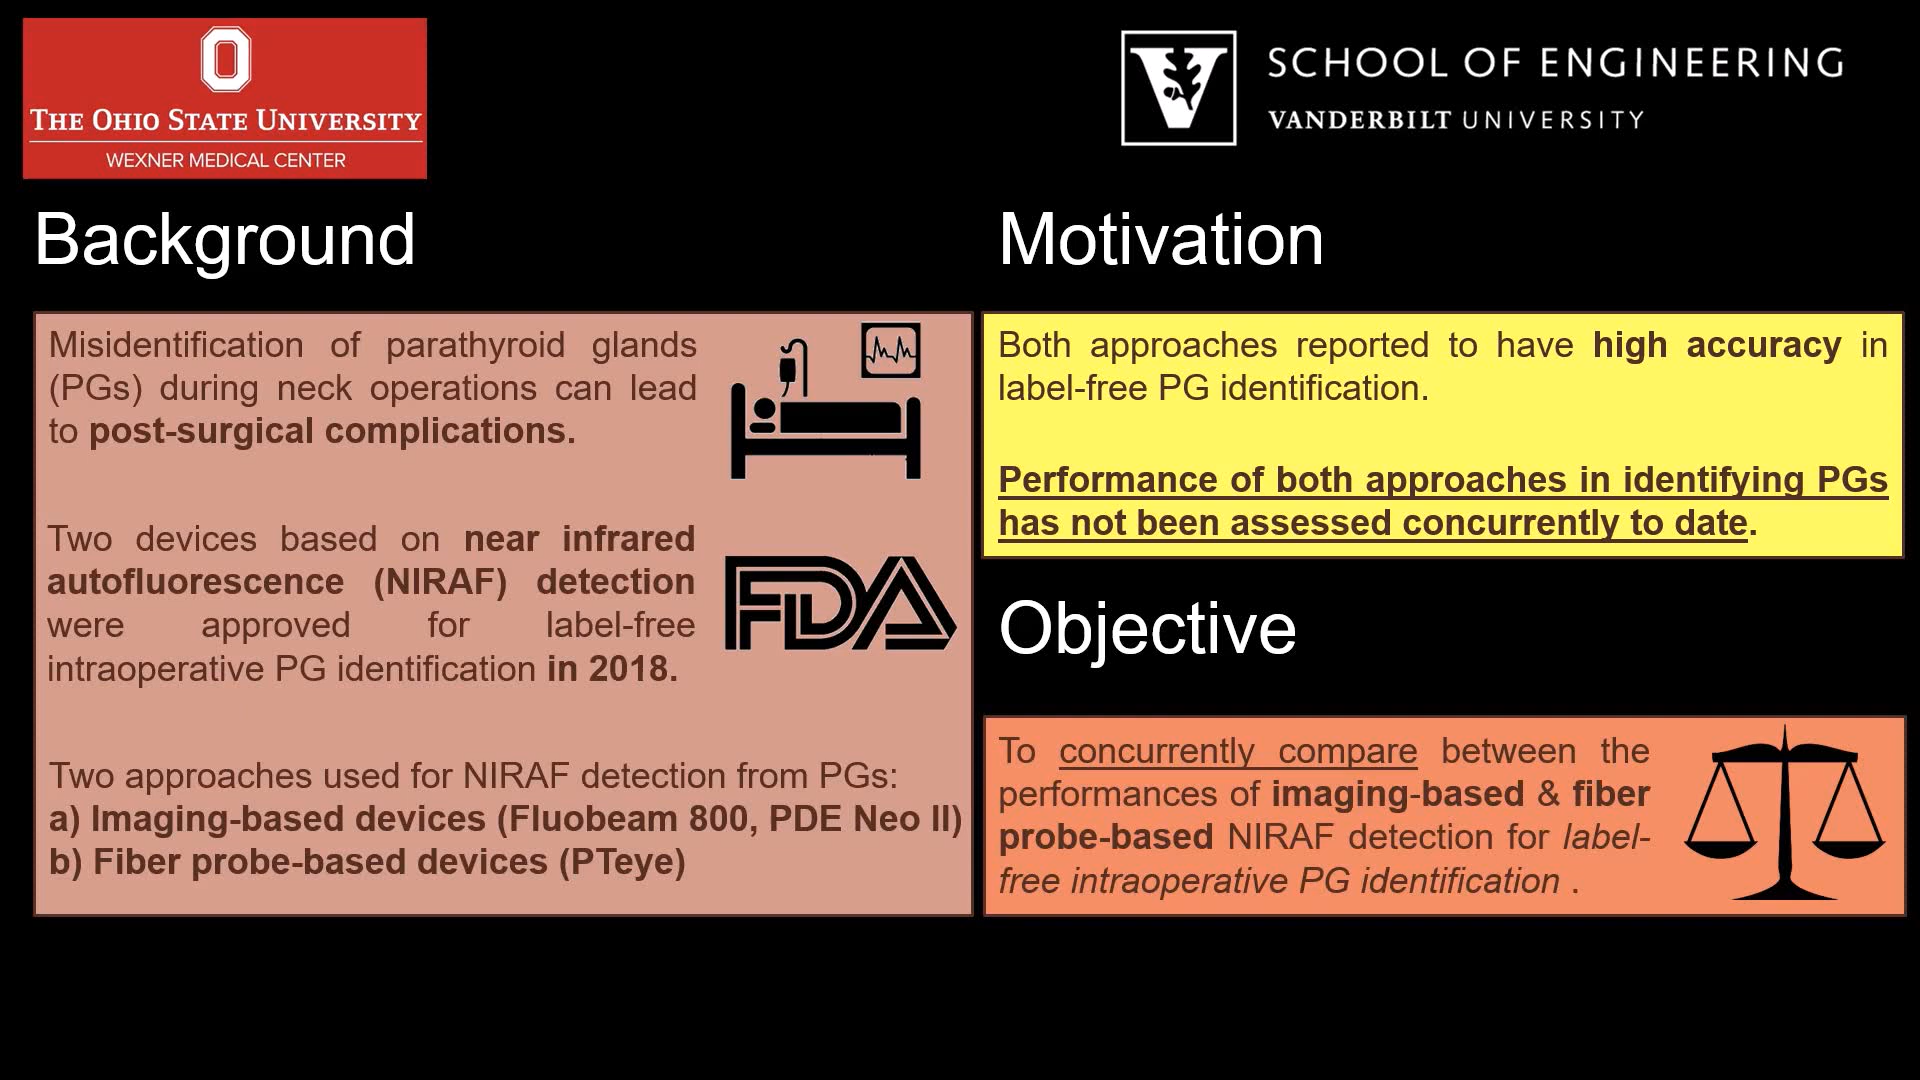 THE OHIO STATE UNIVERSITY
WEXNER MEDICAL CENTER
V
SCHOOL OF ENGINEERING
VANDERBILT UNIVERSITY
Background
Misidentification of parathyroid glands
(PGs) during neck operations can lead
to post-surgical complications.
Two devices based on near infrared
autofluorescence (NIRAF) detection
were approved for label-free
intraoperative PG identification in 2018.
FDA
Two approaches used for NIRAF detection from PGs:
a) Imaging-based devices (Fluobeam 800, PDE Neo II)
b) Fiber probe-based devices (PTeye)
Motivation
Both approaches reported to have high accuracy in
label-free PG identification.
Performance of both approaches in identifying PGs
has not been assessed concurrently to date.
Objective
To concurrently compare between the
performances of imaging-based & fiber
probe-based NIRAF detection for label-
free intraoperative PG identification .